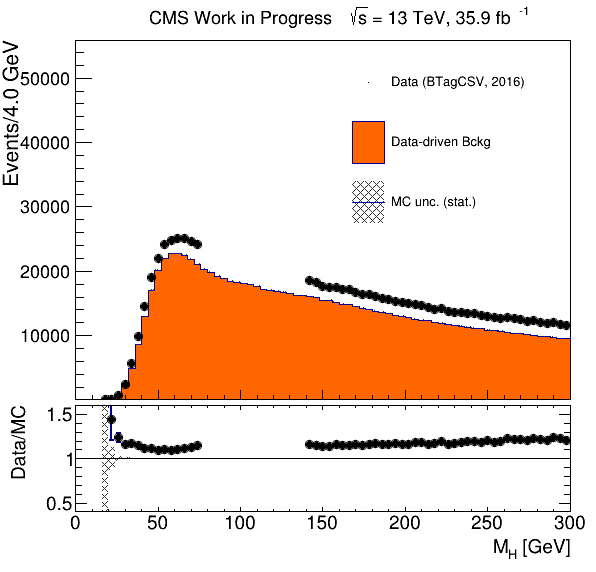 CMS Work in Progress √s = 13 TeV, 35.9 fb⁻¹
Events/4.0 GeV
50000
40000
30000
20000
10000
Data (BTagCSV, 2016)
Data-driven Bckg
MC unc. (stat.)
Data/MC
1.5
1
0.5
0 50 100 150 200 250 300
M_H [GeV]